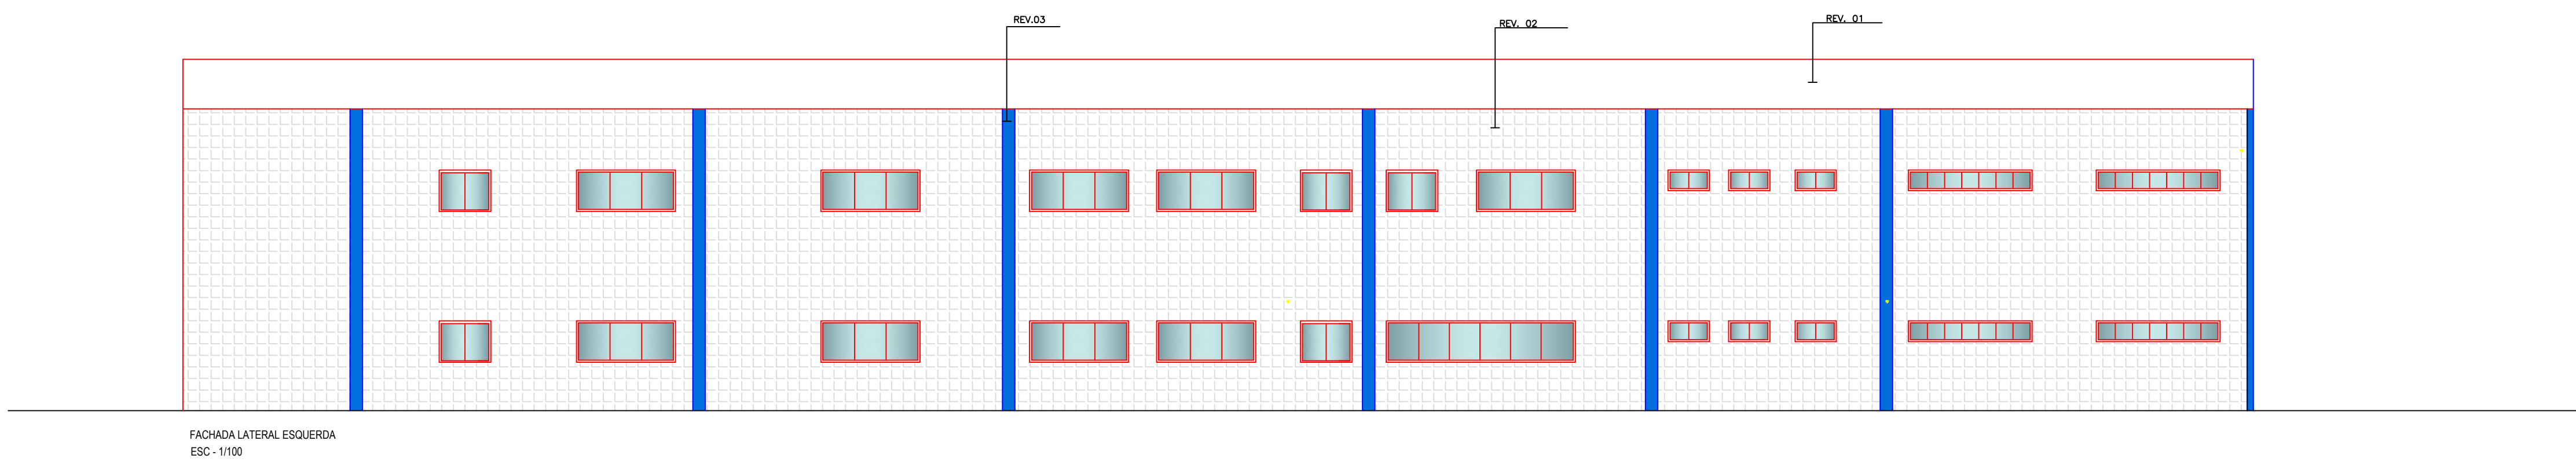 REV.03
REV. 02
REV. 01
FACHADA LATERAL ESQUERDA
ESC - 1/100